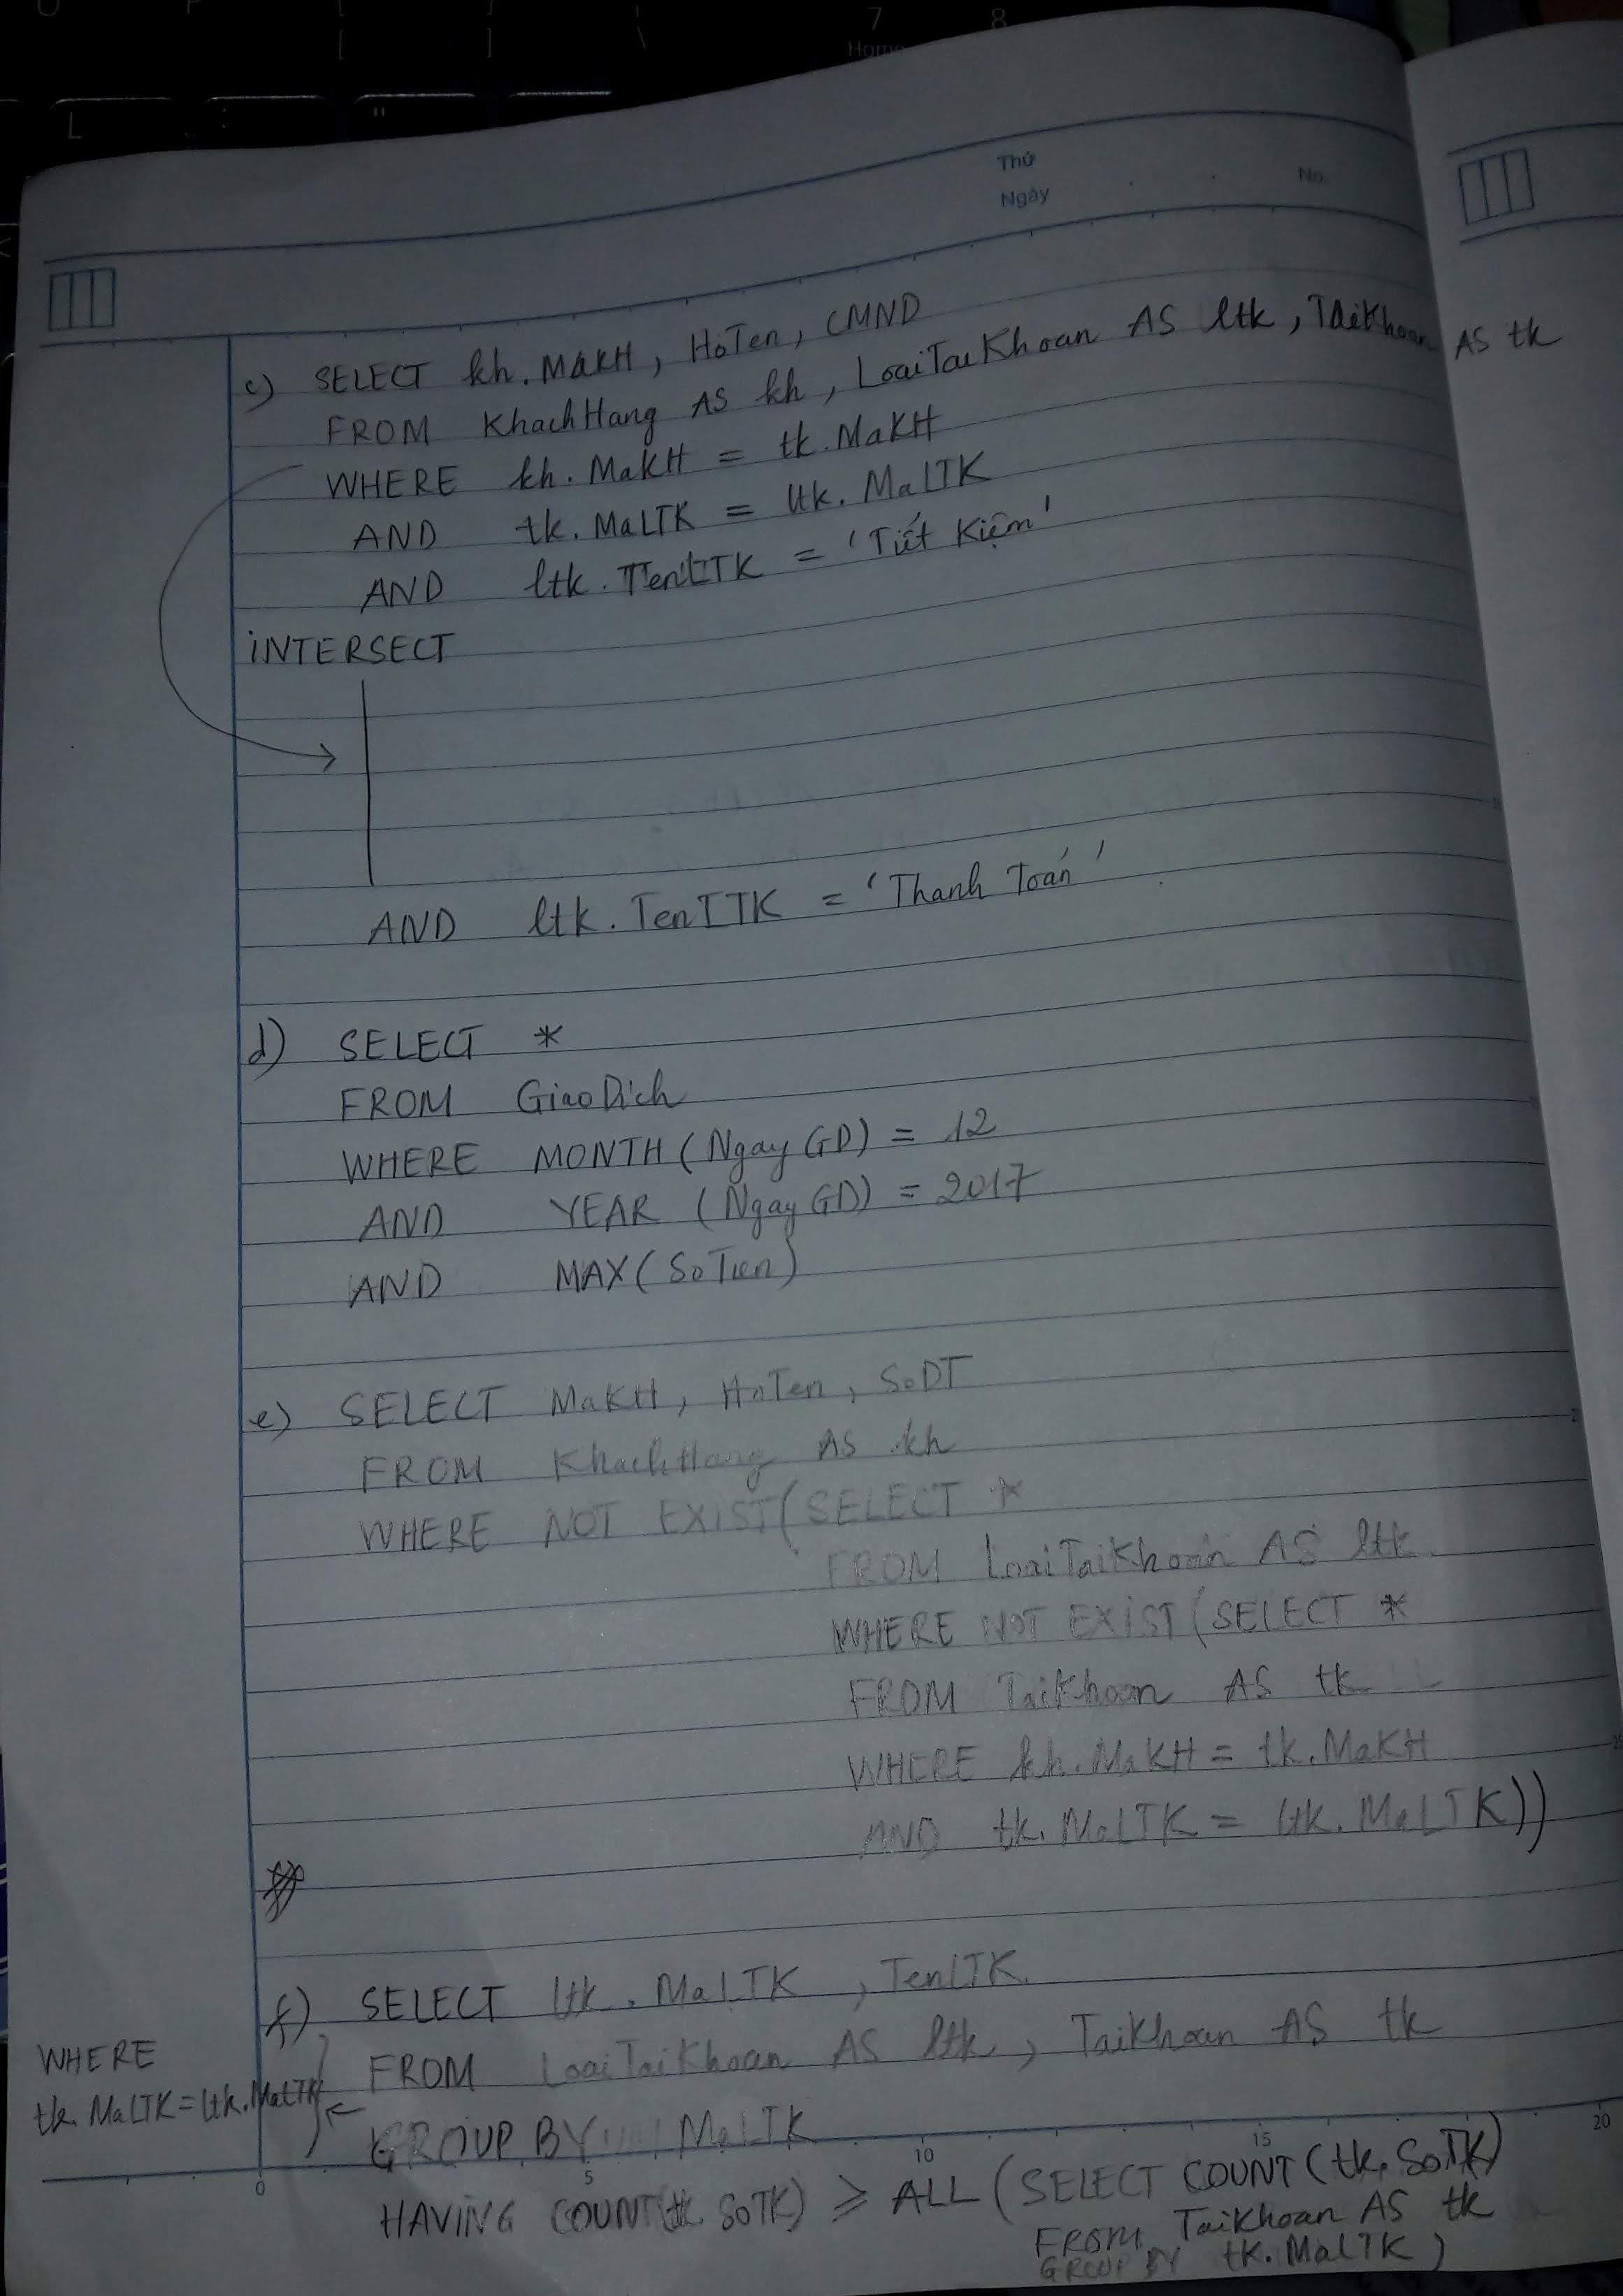 7 8
Home
Thứ
Ngày
No.
c) SELECT kh.MaKH, HoTen, CMND
FROM KhachHang AS kh, LoaiTaiKhoan AS ltk, TaiKhoan AS tk
WHERE kh.MaKH = tk.MaKH
AND tk.MaLTK = ltk.MaLTK
AND ltk.TenLTK = 'Tiết Kiệm'
INTERSECT
AND ltk.TenLTK = 'Thanh Toán'
d) SELECT *
FROM GiaoDich
WHERE MONTH(NgayGD) = 12
AND YEAR (NgayGD) = 2017
AND MAX(SoTien)
e) SELECT MaKH, HoTen, SoDT
FROM KhachHang AS kh
WHERE NOT EXIST(SELECT *
FROM LoaiTaiKhoan AS ltk
WHERE NOT EXIST(SELECT *
FROM TaiKhoan AS tk
WHERE kh.MaKH = tk.MaKH
AND tk.MaLTK = ltk.MaLTK))
f) SELECT ltk.MaLTK, TenLTK
FROM LoaiTaiKhoan AS ltk, TaiKhoan AS tk
WHERE
tk.MaLTK = ltk.MaLTK
GROUP BY MaLTK
0 5 10 15 20
HAVING COUNT(tk.SoTK) >= ALL (SELECT COUNT(tk.SoTK)
FROM TaiKhoan AS tk
GROUP BY tk.MaLTK)